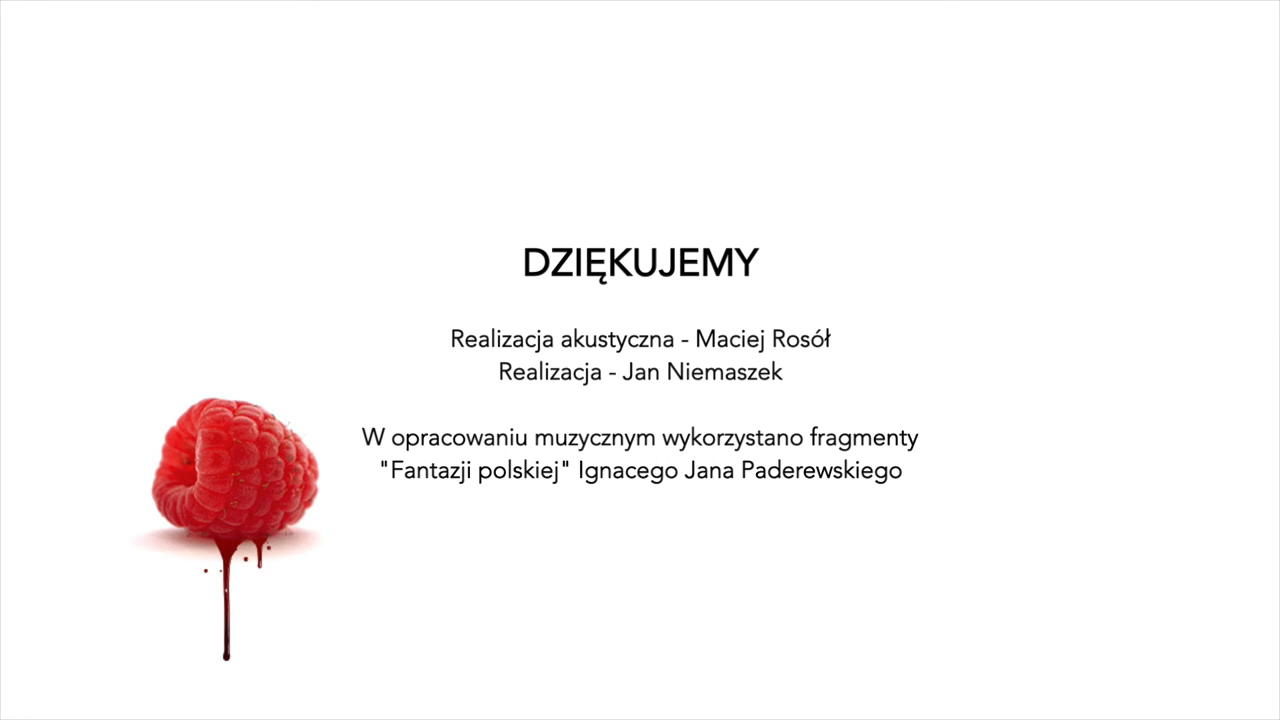 DZIĘKUJEMY
Realizacja akustyczna - Maciej Rosół
Realizacja - Jan Niemaszek
W opracowaniu muzycznym wykorzystano fragmenty
"Fantazji polskiej" Ignacego Jana Paderewskiego